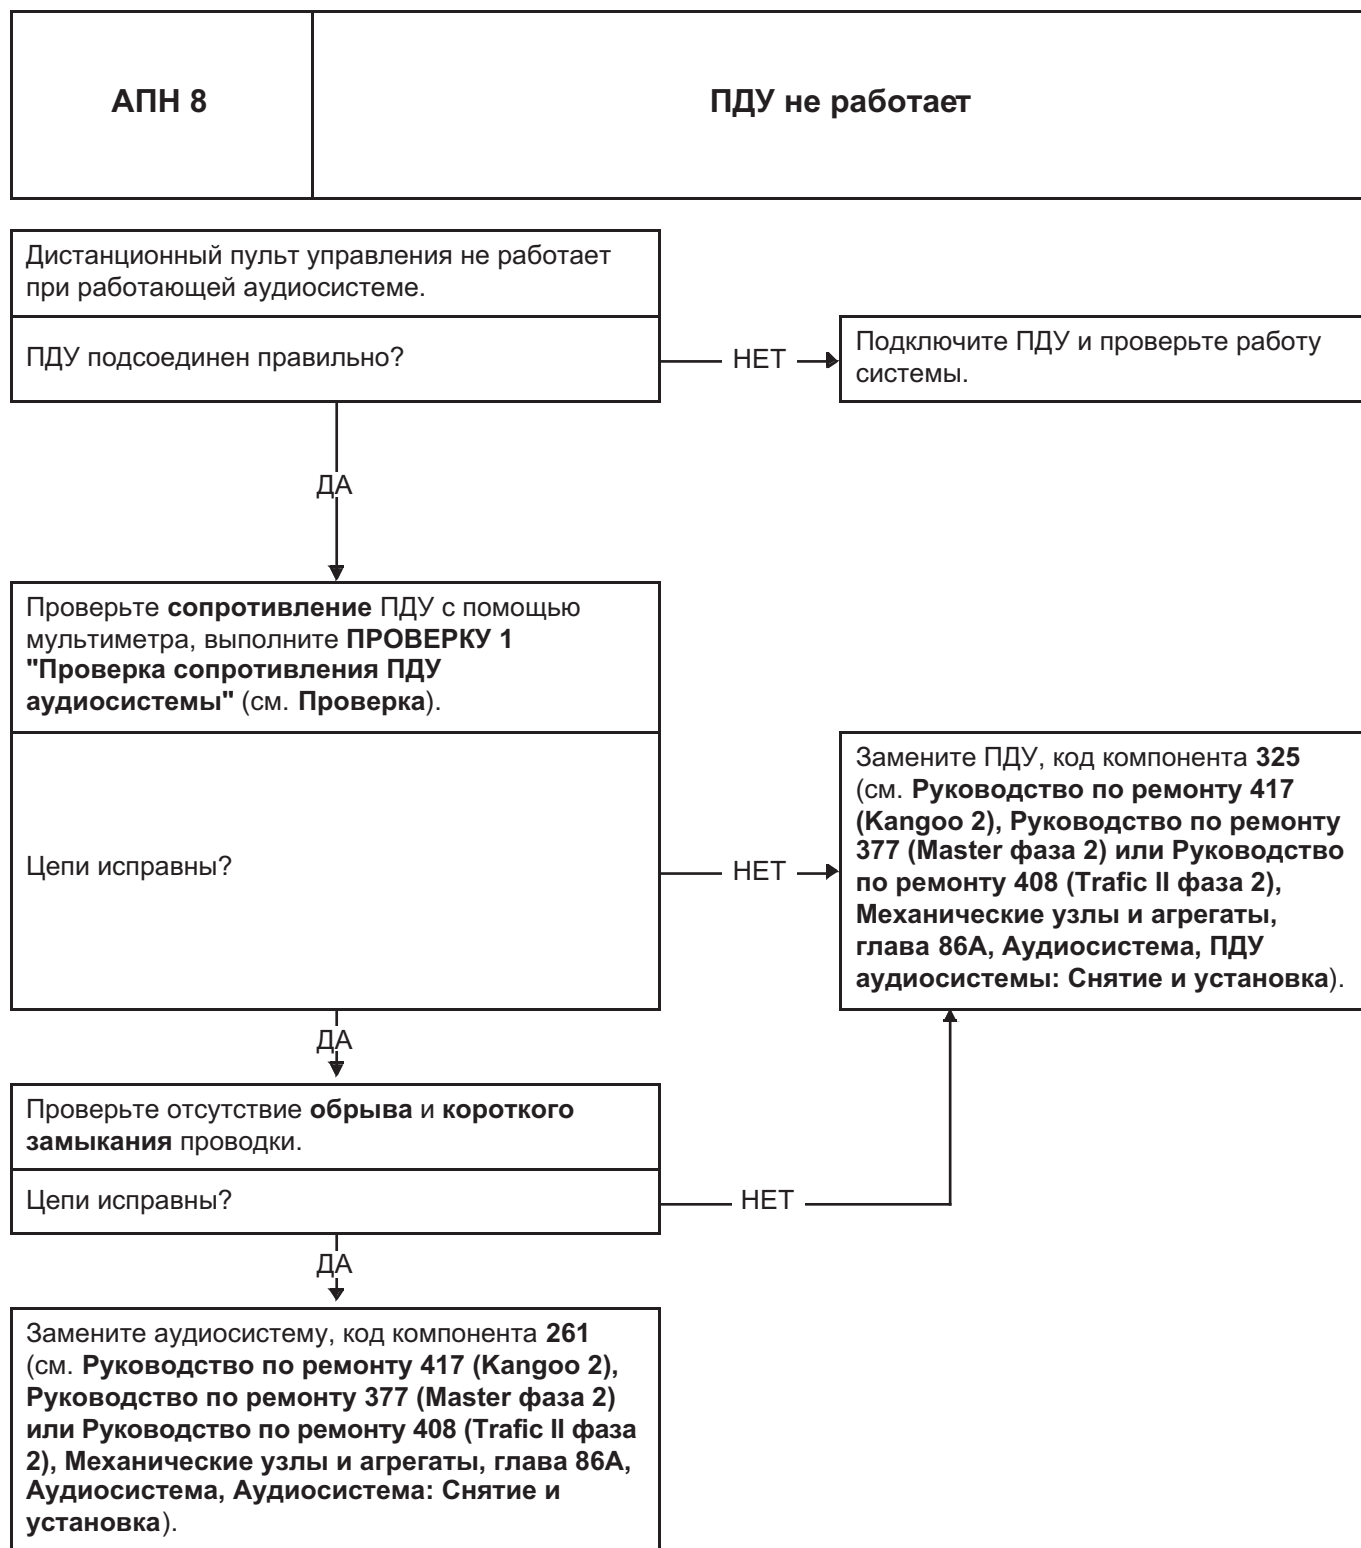 АПН 8
ПДУ не работает
Дистанционный пульт управления не работает
при работающей аудиосистеме.
ПДУ подсоединен правильно?
НЕТ
Подключите ПДУ и проверьте работу
системы.
ДА
Проверьте сопротивление ПДУ с помощью
мультиметра, выполните ПРОВЕРКУ 1
"Проверка сопротивления ПДУ
аудиосистемы" (см. Проверка).
Цепи исправны?
НЕТ
Замените ПДУ, код компонента 325
(см. Руководство по ремонту 417
(Kangoo 2), Руководство по ремонту
377 (Master фаза 2) или Руководство
по ремонту 408 (Trafic II фаза 2),
Механические узлы и агрегаты,
глава 86A, Аудиосистема, ПДУ
аудиосистемы: Снятие и установка).
ДА
Проверьте отсутствие обрыва и короткого
замыкания проводки.
Цепи исправны?
НЕТ
ДА
Замените аудиосистему, код компонента 261
(см. Руководство по ремонту 417 (Kangoo 2),
Руководство по ремонту 377 (Master фаза 2)
или Руководство по ремонту 408 (Trafic II фаза
2), Механические узлы и агрегаты, глава 86A,
Аудиосистема, Аудиосистема: Снятие и
установка).